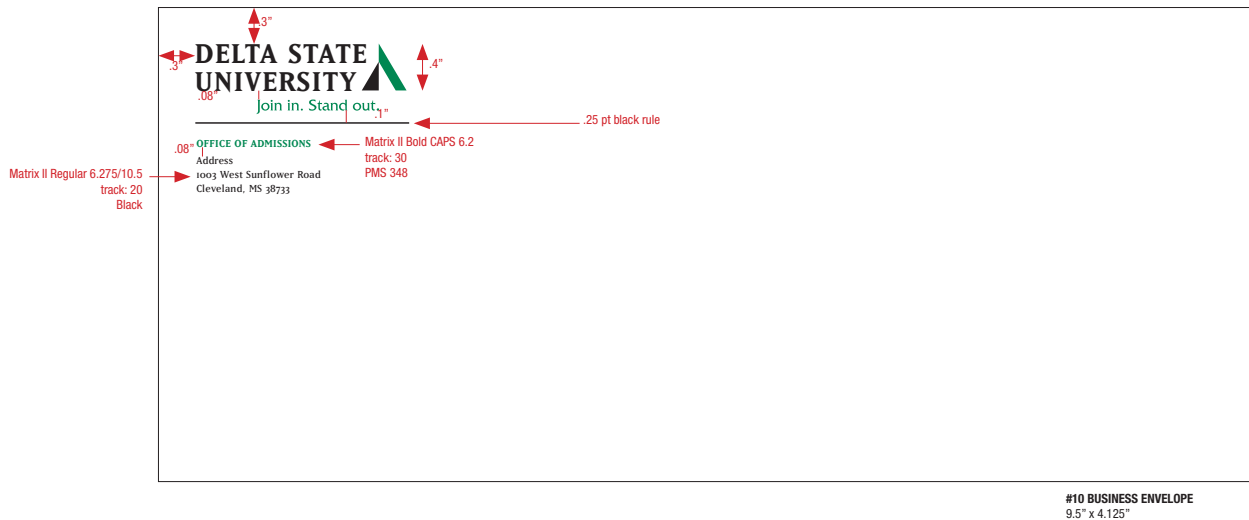 .3”
.3”
DELTA STATE
UNIVERSITY
.4”
.08”
Join in. Stand out.
.1”
.25 pt black rule
OFFICE OF ADMISSIONS
Matrix II Bold CAPS 6.2
track: 30
PMS 348
.08”
Address
1003 West Sunflower Road
Cleveland, MS 38733
Matrix II Regular 6.275/10.5
track: 20
Black
#10 BUSINESS ENVELOPE
9.5” x 4.125”